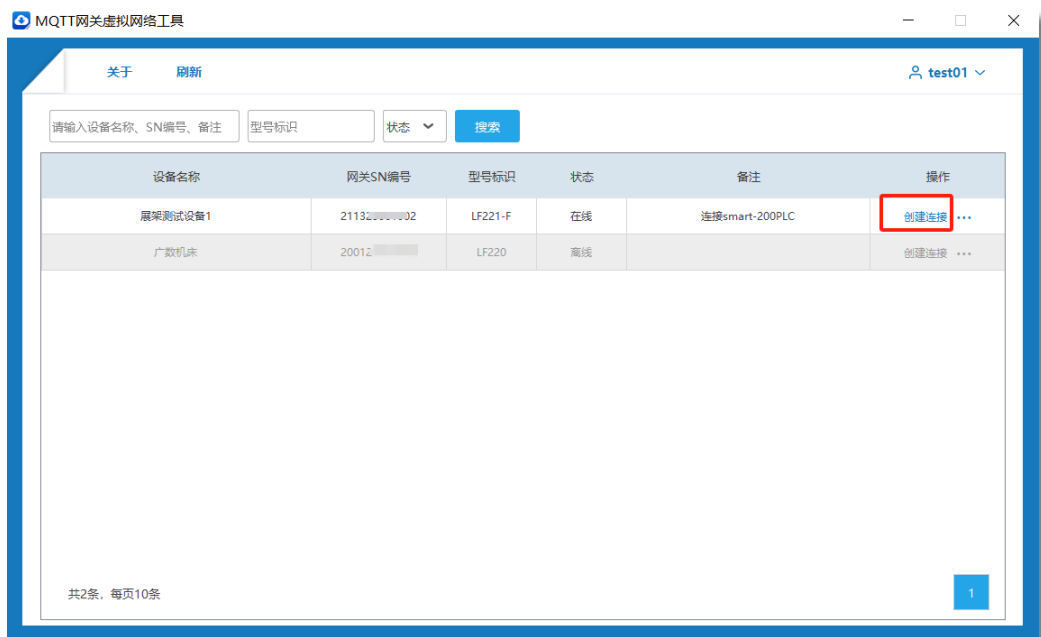 MQTT网关虚拟网络工具
关于 刷新 test01
请输入设备名称、SN编号、备注 型号标识 状态 搜索
设备名称 网关SN编号 型号标识 状态 备注 操作
展架测试设备1 LF221-F 在线 连接smart-200PLC 创建连接 ...
广数机床 LF220 离线 创建连接 ...
共2条，每页10条 1